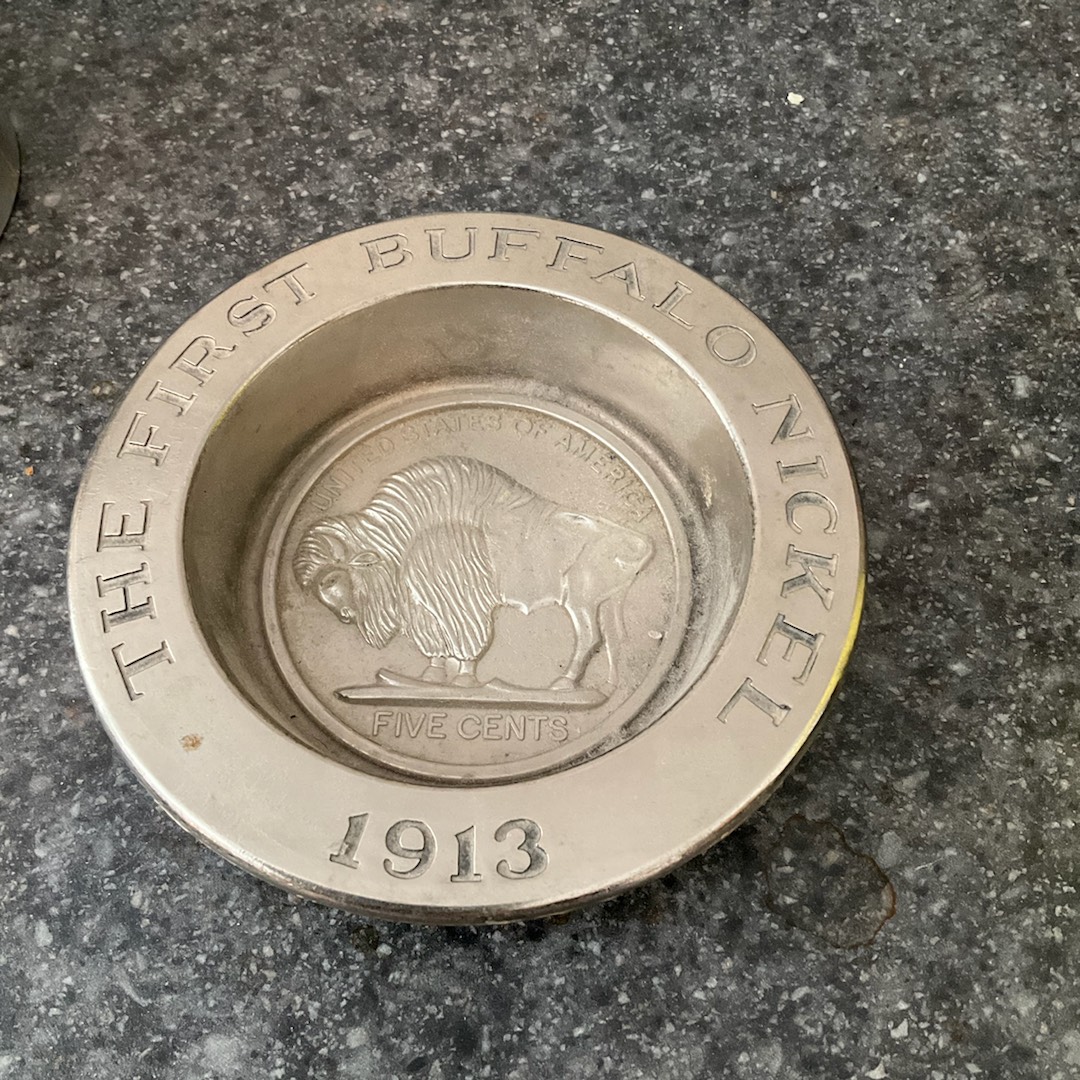 THE FIRST BUFFALO NICKEL
UNITED STATES OF AMERICA
FIVE CENTS
1913